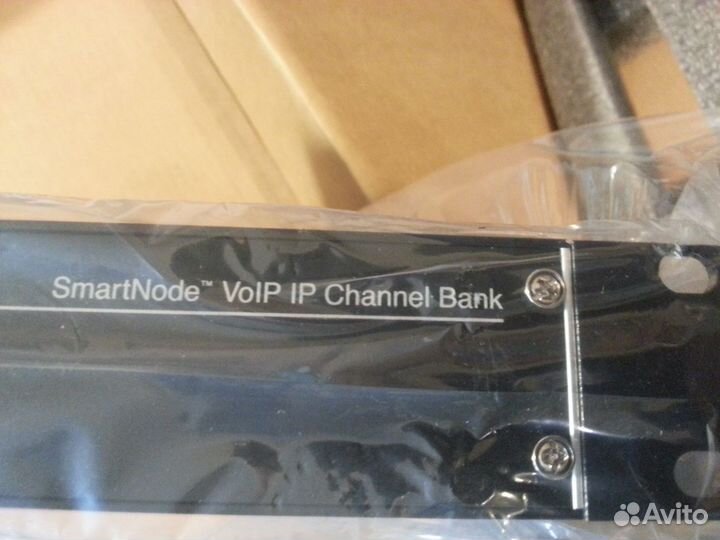 SmartNode™ VoIP IP Channel Bank
Avito